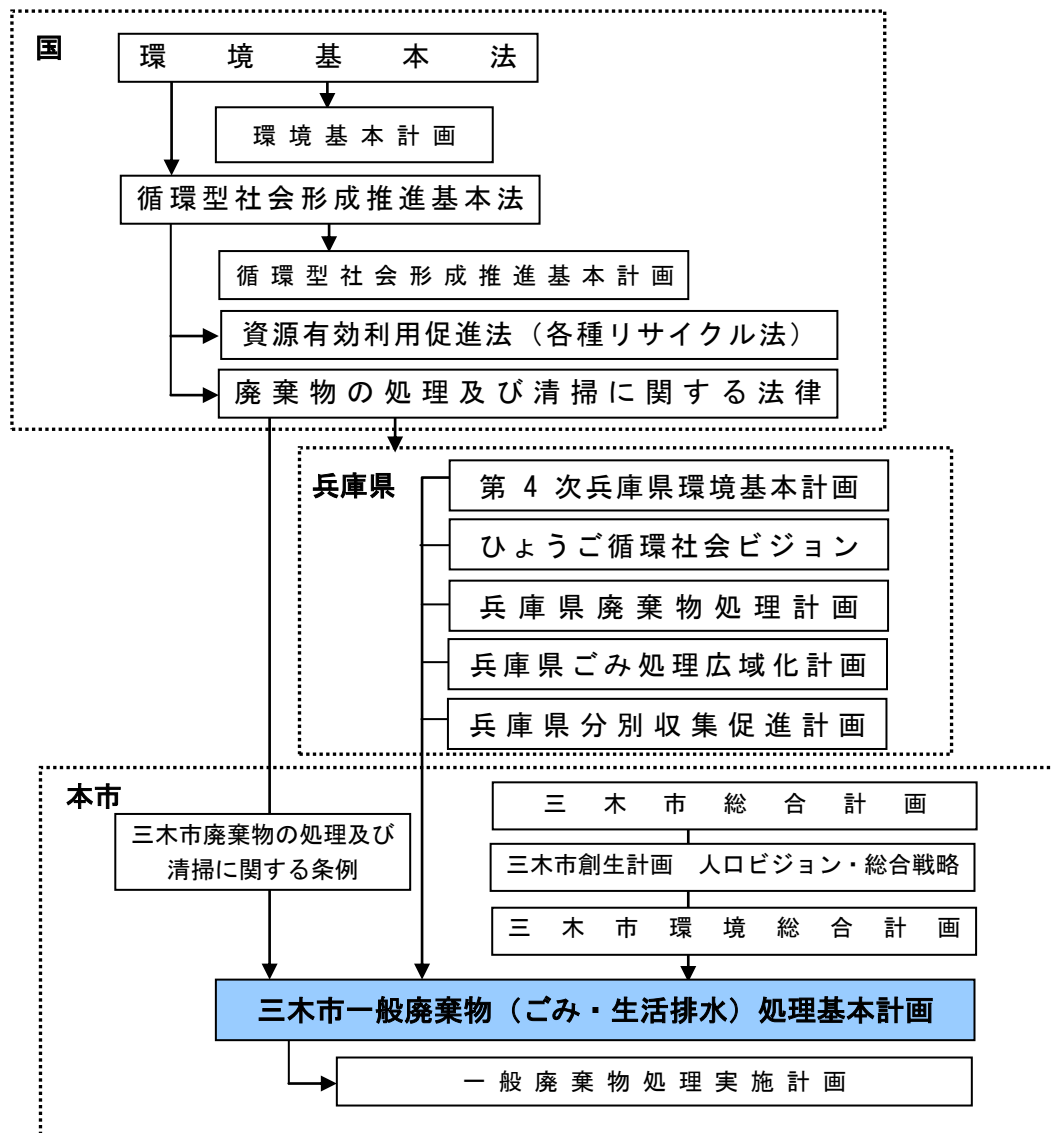 国
環境基本法
環境基本計画
循環型社会形成推進基本法
循環型社会形成推進基本計画
資源有効利用促進法（各種リサイクル法）
廃棄物の処理及び清掃に関する法律
兵庫県
第4次兵庫県環境基本計画
ひょうご循環社会ビジョン
兵庫県廃棄物処理計画
兵庫県ごみ処理広域化計画
兵庫県分別収集促進計画
本市
三木市総合計画
三木市廃棄物の処理及び
清掃に関する条例
三木市創生計画　人口ビジョン・総合戦略
三木市環境総合計画
三木市一般廃棄物（ごみ・生活排水）処理基本計画
一般廃棄物処理実施計画